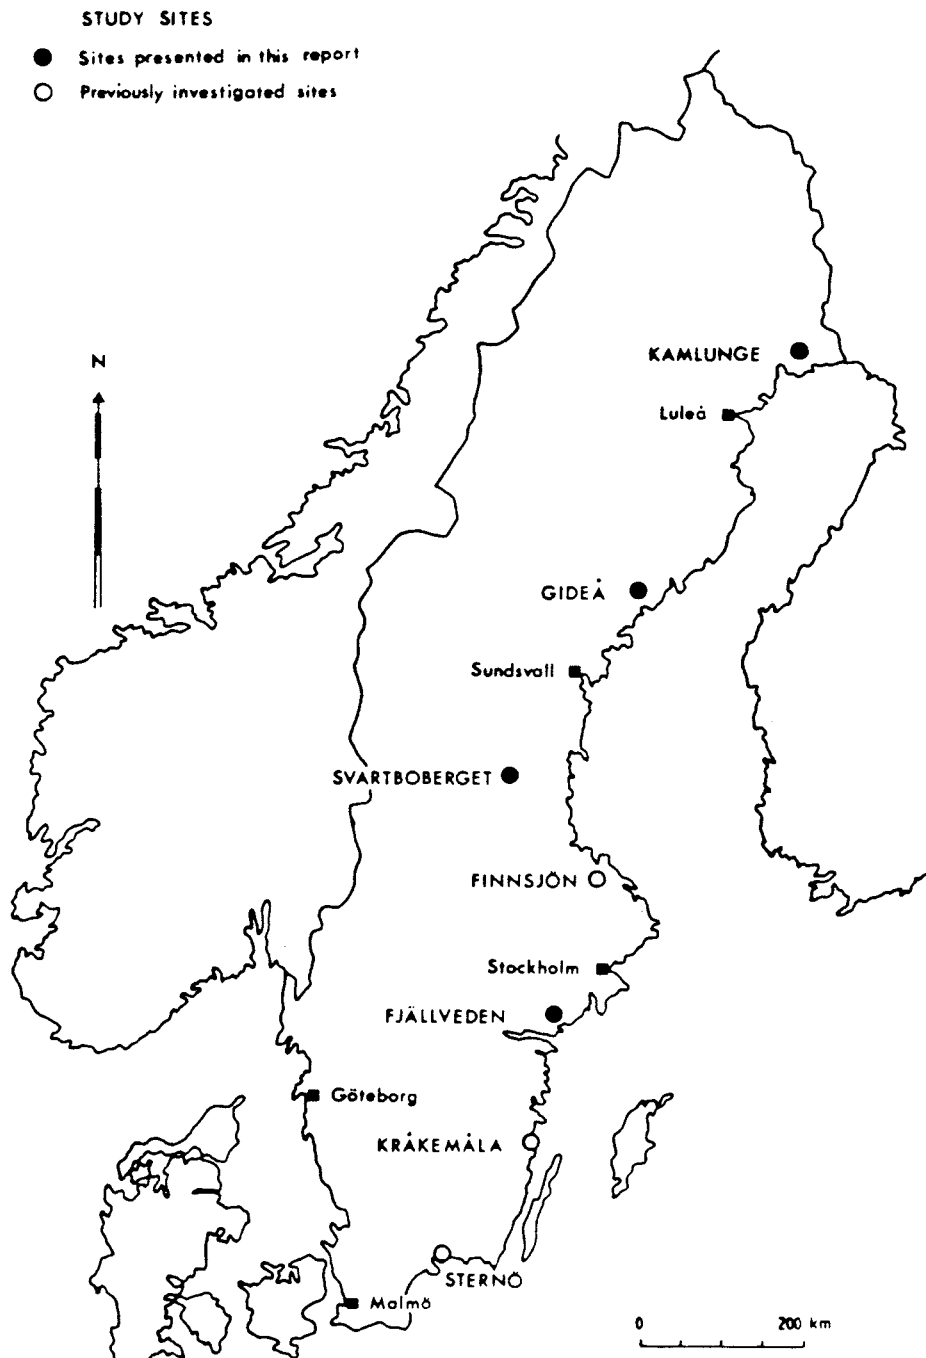 STUDY SITES
Sites presented in this report
Previously investigated sites
N
KAMLUNGE
Luleå
GIDEÅ
Sundsvall
SVARTBOBERGET
FINNSJÖN
Stockholm
FJÄLLVEDEN
Göteborg
KRÅKEMÅLA
STERNÖ
Malmö
0 200 km